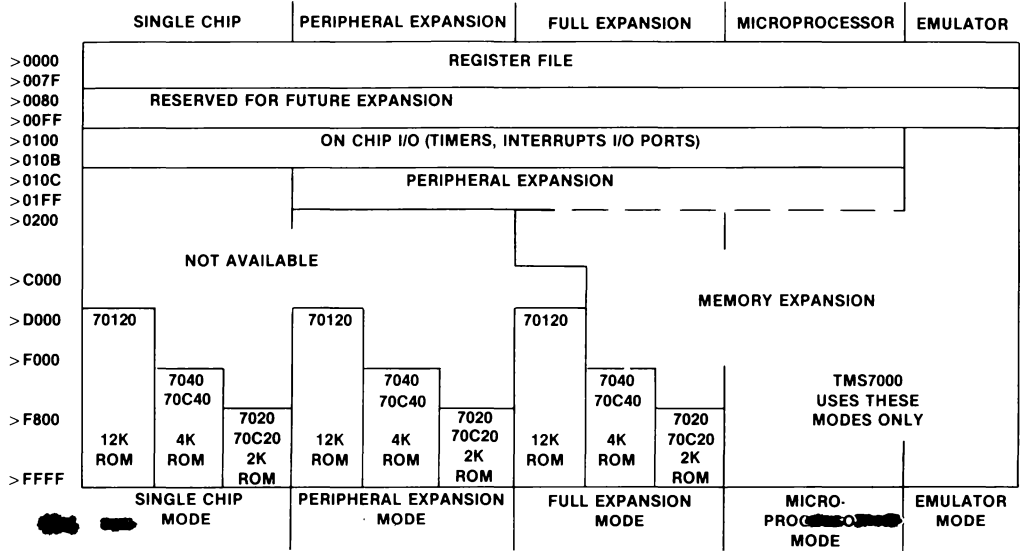 SINGLE CHIP PERIPHERAL EXPANSION FULL EXPANSION MICROPROCESSOR EMULATOR
>0000 REGISTER FILE
>007F
>0080 RESERVED FOR FUTURE EXPANSION
>00FF
>0100 ON CHIP I/O (TIMERS, INTERRUPTS I/O PORTS)
>010B
>010C PERIPHERAL EXPANSION
>01FF
>0200
NOT AVAILABLE
>C000
MEMORY EXPANSION
>D000 70120 70120 70120
>F000
7040 7040 7040 TMS7000
70C40 70C40 70C40 USES THESE
>F800 7020 7020 7020 MODES ONLY
12K 4K 70C20 12K 4K 70C20 12K 4K 70C20
ROM ROM 2K ROM ROM 2K ROM ROM 2K
>FFFF ROM ROM ROM
SINGLE CHIP PERIPHERAL EXPANSION FULL EXPANSION MICRO- EMULATOR
MODE MODE MODE MODE
MODE